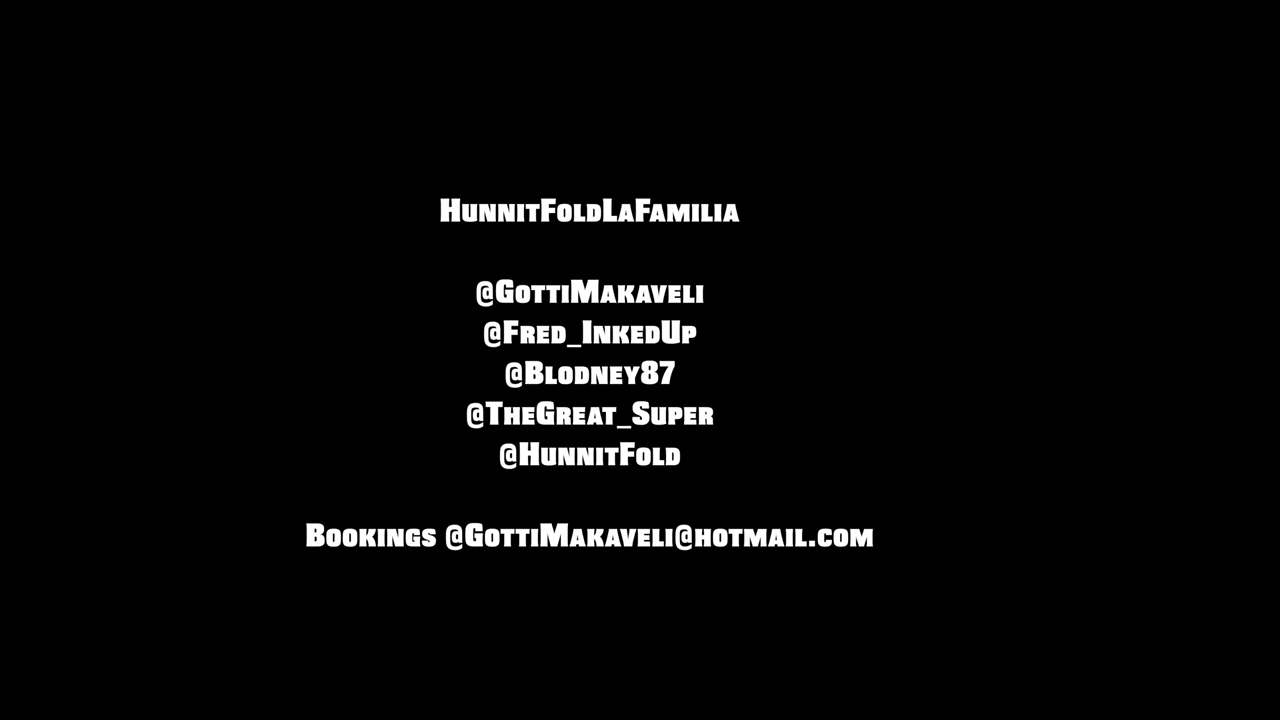 HunnitFoldLaFamilia
@GottiMakaveli
@Fred_InkedUp
@Blodney87
@TheGreat_Super
@HunnitFold
Bookings @GottiMakaveli@hotmail.com